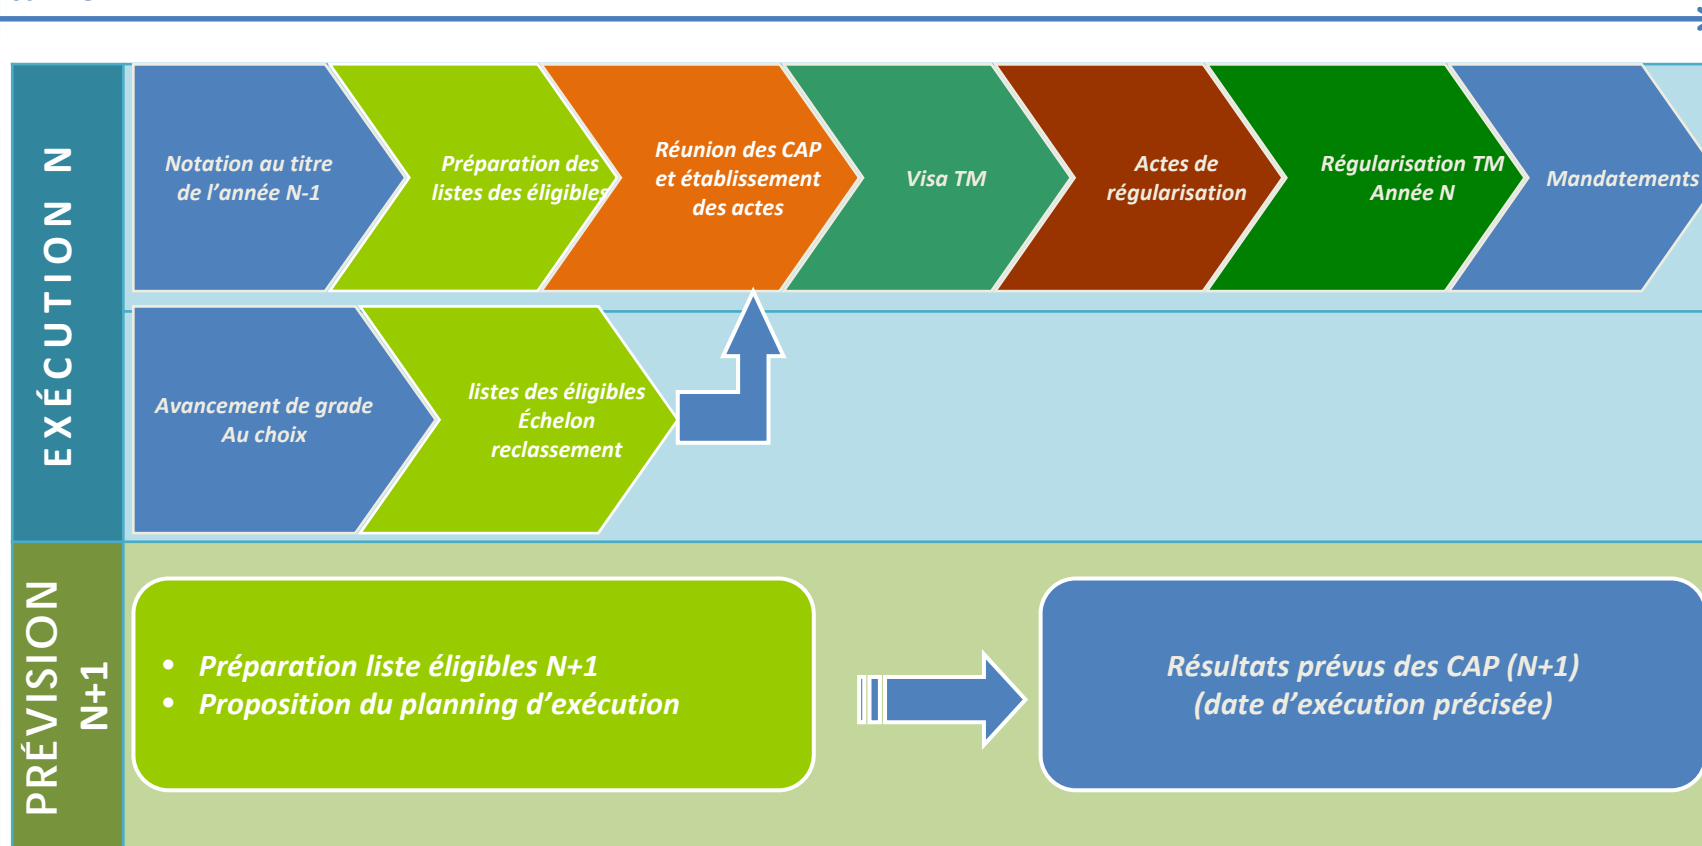 EXÉCUTION N
Notation au titre
de l’année N-1
Préparation des
listes des éligibles
Réunion des CAP
et établissement
des actes
Visa TM
Actes de
régularisation
Régularisation TM
Année N
Mandatements
Avancement de grade
Au choix
listes des éligibles
Échelon
reclassement
PRÉVISION
N+1
• Préparation liste éligibles N+1
• Proposition du planning d’exécution
Résultats prévus des CAP (N+1)
(date d’exécution précisée)